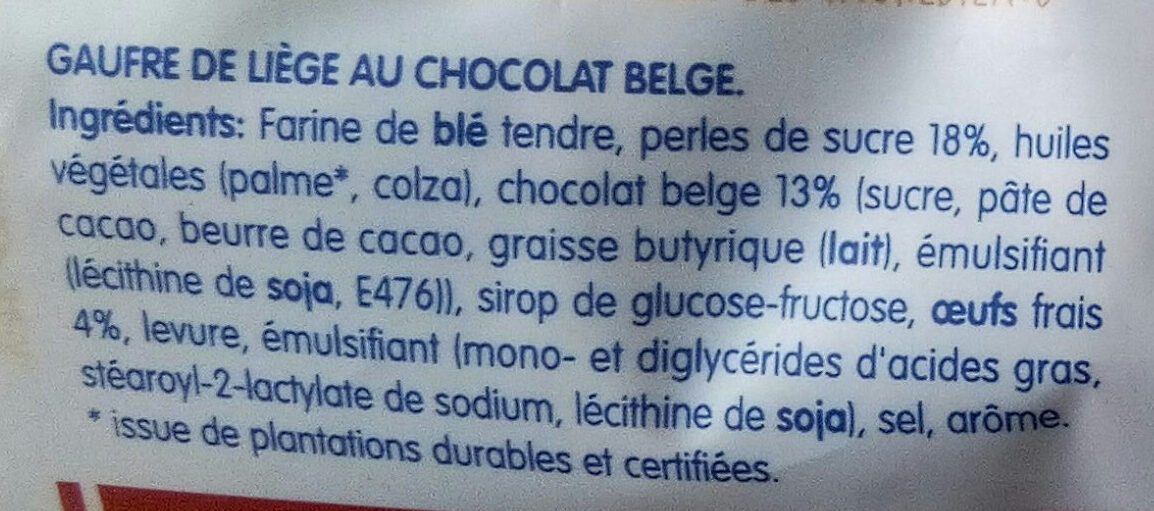 GAUFRE DE LIÈGE AU CHOCOLAT BELGE.
Ingrédients: Farine de blé tendre, perles de sucre 18%, huiles
végétales (palme*, colza), chocolat belge 13% (sucre, pâte de
cacao, beurre de cacao, graisse butyrique (lait), émulsifiant
(lécithine de soja, E476)), sirop de glucose-fructose, œufs frais
4%, levure, émulsifiant (mono- et diglycérides d'acides gras,
stéaroyl-2-lactylate de sodium, lécithine de soja), sel, arôme.
* issue de plantations durables et certifiées.